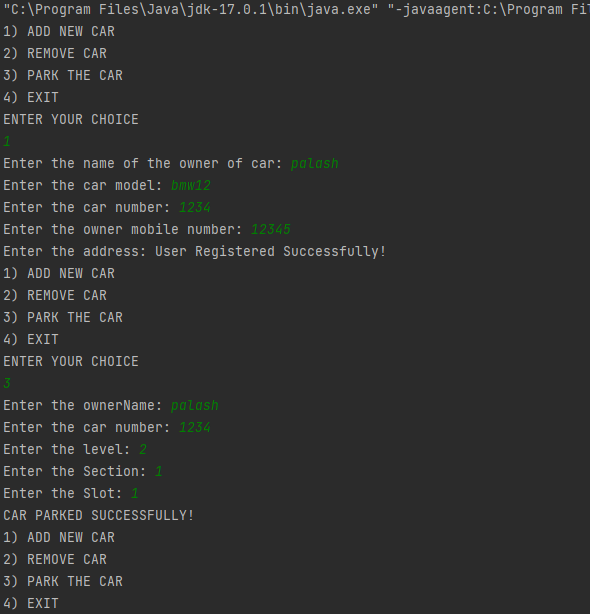 "C:\Program Files\Java\jdk-17.0.1\bin\java.exe" "-javaagent:C:\Program Fil
1) ADD NEW CAR
2) REMOVE CAR
3) PARK THE CAR
4) EXIT
ENTER YOUR CHOICE
1
Enter the name of the owner of car: palash
Enter the car model: bmw12
Enter the car number: 1234
Enter the owner mobile number: 12345
Enter the address: User Registered Successfully!
1) ADD NEW CAR
2) REMOVE CAR
3) PARK THE CAR
4) EXIT
ENTER YOUR CHOICE
3
Enter the ownerName: palash
Enter the car number: 1234
Enter the level: 2
Enter the Section: 1
Enter the Slot: 1
CAR PARKED SUCCESSFULLY!
1) ADD NEW CAR
2) REMOVE CAR
3) PARK THE CAR
4) EXIT